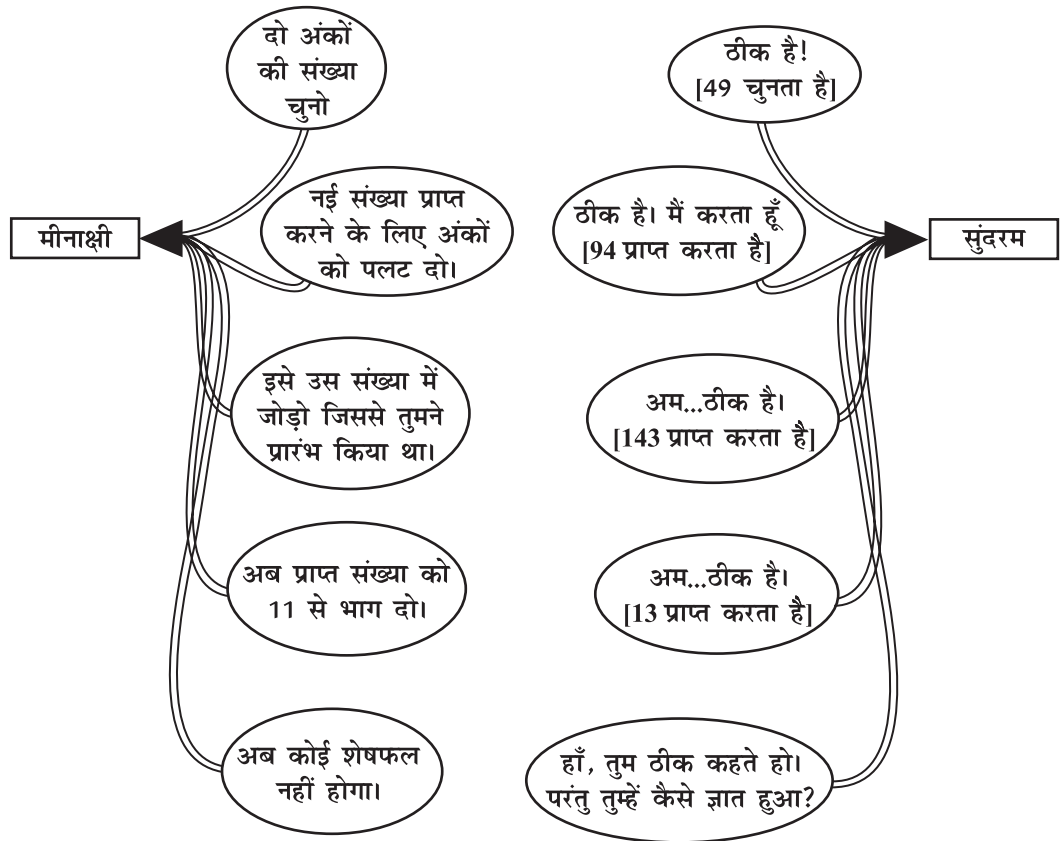 दो अंकों
की संख्या
चुनो
ठीक है!
[49 चुनता है]
मीनाक्षी
नई संख्या प्राप्त
करने के लिए अंकों
को पलट दो।
ठीक है। मैं करता हूँ
[94 प्राप्त करता है]
सुंदरम
इसे उस संख्या में
जोड़ो जिससे तुमने
प्रारंभ किया था।
अम...ठीक है।
[143 प्राप्त करता है]
अब प्राप्त संख्या को
11 से भाग दो।
अम...ठीक है।
[13 प्राप्त करता है]
अब कोई शेषफल
नहीं होगा।
हाँ, तुम ठीक कहते हो।
परंतु तुम्हें कैसे ज्ञात हुआ?